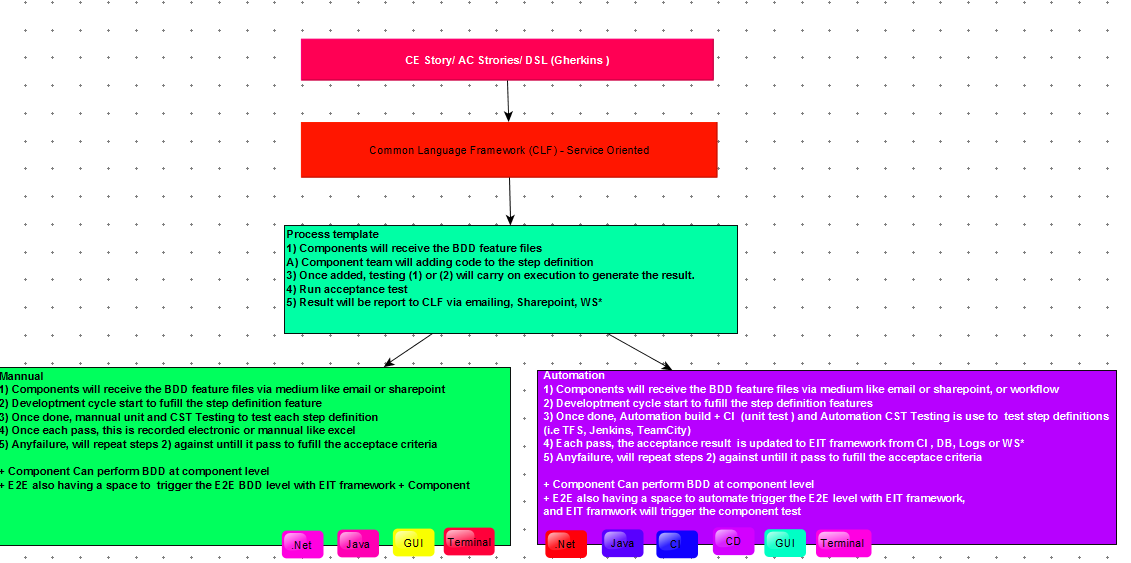 CE Story/ AC Strories/ DSL (Gherkins )
Common Language Framework (CLF) - Service Oriented
Process template
1) Components will receive the BDD feature files
A) Component team will adding code to the step definition
3) Once added, testing (1) or (2) will carry on execution to generate the result.
4) Run acceptance test
5) Result will be report to CLF via emailing, Sharepoint, WS*
Mannual
1) Components will receive the BDD feature files via medium like email or sharepoint
2) Developtment cycle start to fufill the step definition feature
3) Once done, mannual unit and CST Testing to test each step definition
4) Once each pass, this is recorded electronic or mannual like excel
5) Anyfailure, will repeat steps 2) against untill it pass to fufill the acceptace criteria
+ Component Can perform BDD at component level
+ E2E also having a space to trigger the E2E BDD level with EIT framework + Component
.Net
Java
GUI
Terminal
Automation
1) Components will receive the BDD feature files via medium like email or sharepoint, or workflow
2) Developtment cycle start to fufill the step definition features
3) Once done, Automation build + CI (unit test ) and Automation CST Testing is use to test step definitions
(i.e TFS, Jenkins, TeamCity)
4) Each pass, the acceptance result is updated to EIT framework from CI , DB, Logs or WS*
5) Anyfailure, will repeat steps 2) against untill it pass to fufill the acceptace criteria
+ Component Can perform BDD at component level
+ E2E also having a space to automate trigger the E2E level with EIT framework,
and EIT framwork will trigger the component test
.Net
Java
CI
CD
GUI
Terminal